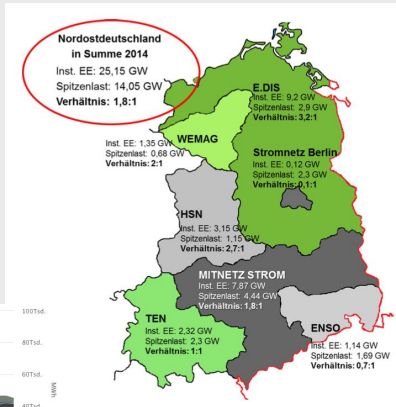 Nordostdeutschland
in Summe 2014
Inst. EE: 25,15 GW
Spitzenlast: 14,05 GW
Verhältnis: 1,8:1
E.DIS
Inst. EE: 9,2 GW
Spitzenlast: 2,9 GW
Verhältnis: 3,2:1
WEMAG
Inst. EE: 1,35 GW
Spitzenlast: 0,68 GW
Verhältnis: 2:1
Stromnetz Berlin
Inst. EE: 0,12 GW
Spitzenlast: 2,3 GW
Verhältnis: 0,1:1
HSN
Inst. EE: 3,15 GW
Spitzenlast: 1,15 GW
Verhältnis: 2,7:1
MITNETZ STROM
Inst. EE: 7,87 GW
Spitzenlast: 4,44 GW
Verhältnis: 1,8:1
TEN
Inst. EE: 2,32 GW
Spitzenlast: 2,3 GW
Verhältnis: 1:1
ENSO
Inst. EE: 1,14 GW
Spitzenlast: 1,69 GW
Verhältnis: 0,7:1
100Tsd.
80Tsd.
60Tsd.
40Tsd.
MWh